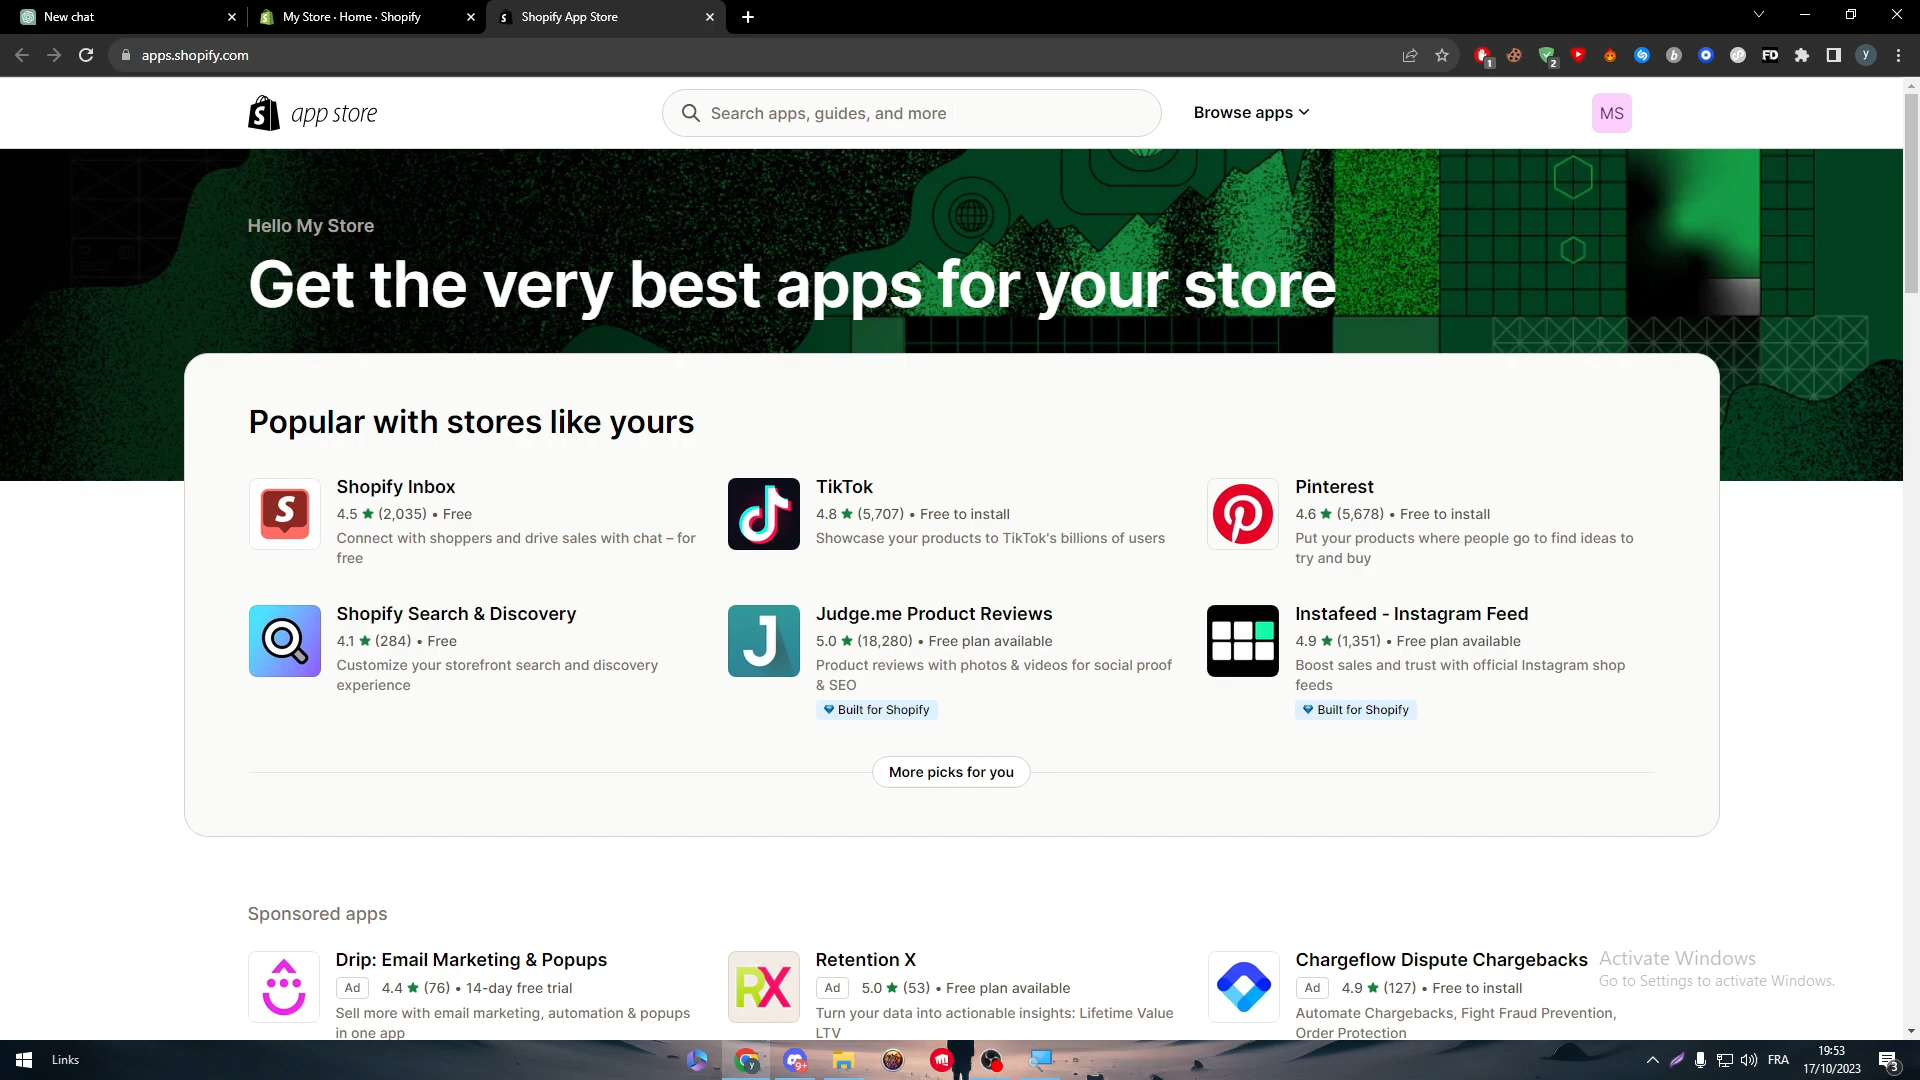 New chat
My Store · Home · Shopify
Shopify App Store
apps.shopify.com
1
2
FD
y
app store
Search apps, guides, and more
Browse apps
MS
Hello My Store
Get the very best apps for your store
Popular with stores like yours
Shopify Inbox
4.5 ★ (2,035) • Free
Connect with shoppers and drive sales with chat – for
free
TikTok
4.8 ★ (5,707) • Free to install
Showcase your products to TikTok's billions of users
Pinterest
4.6 ★ (5,678) • Free to install
Put your products where people go to find ideas to
try and buy
Shopify Search & Discovery
4.1 ★ (284) • Free
Customize your storefront search and discovery
experience
Judge.me Product Reviews
5.0 ★ (18,280) • Free plan available
Product reviews with photos & videos for social proof
& SEO
Built for Shopify
Instafeed - Instagram Feed
4.9 ★ (1,351) • Free plan available
Boost sales and trust with official Instagram shop
feeds
Built for Shopify
More picks for you
Sponsored apps
Drip: Email Marketing & Popups
Ad 4.4 ★ (76) • 14-day free trial
Sell more with email marketing, automation & popups
in one app
RX
Retention X
Ad 5.0 ★ (53) • Free plan available
Turn your data into actionable insights: Lifetime Value
LTV
Chargeflow Dispute Chargebacks
Ad 4.9 ★ (127) • Free to install
Automate Chargebacks, Fight Fraud Prevention,
Order Protection
Activate Windows
Go to Settings to activate Windows.
Links
9+
FRA
19:53
17/10/2023
3